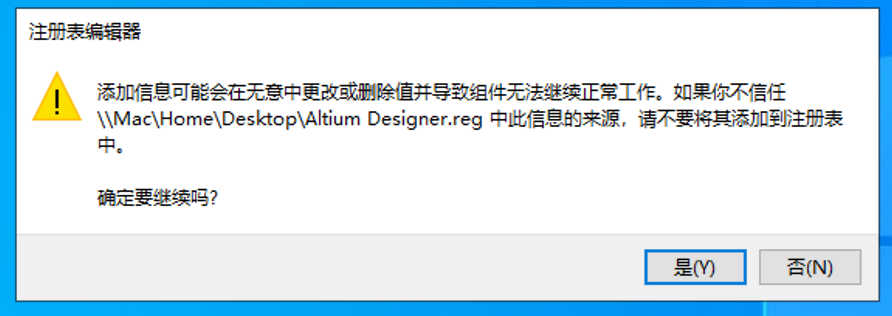 注册表编辑器
添加信息可能会在无意中更改或删除值并导致组件无法继续正常工作。如果你不信任
\\Mac\Home\Desktop\Altium Designer.reg 中此信息的来源，请不要将其添加到注册表
中。
确定要继续吗?
是(Y) 否(N)